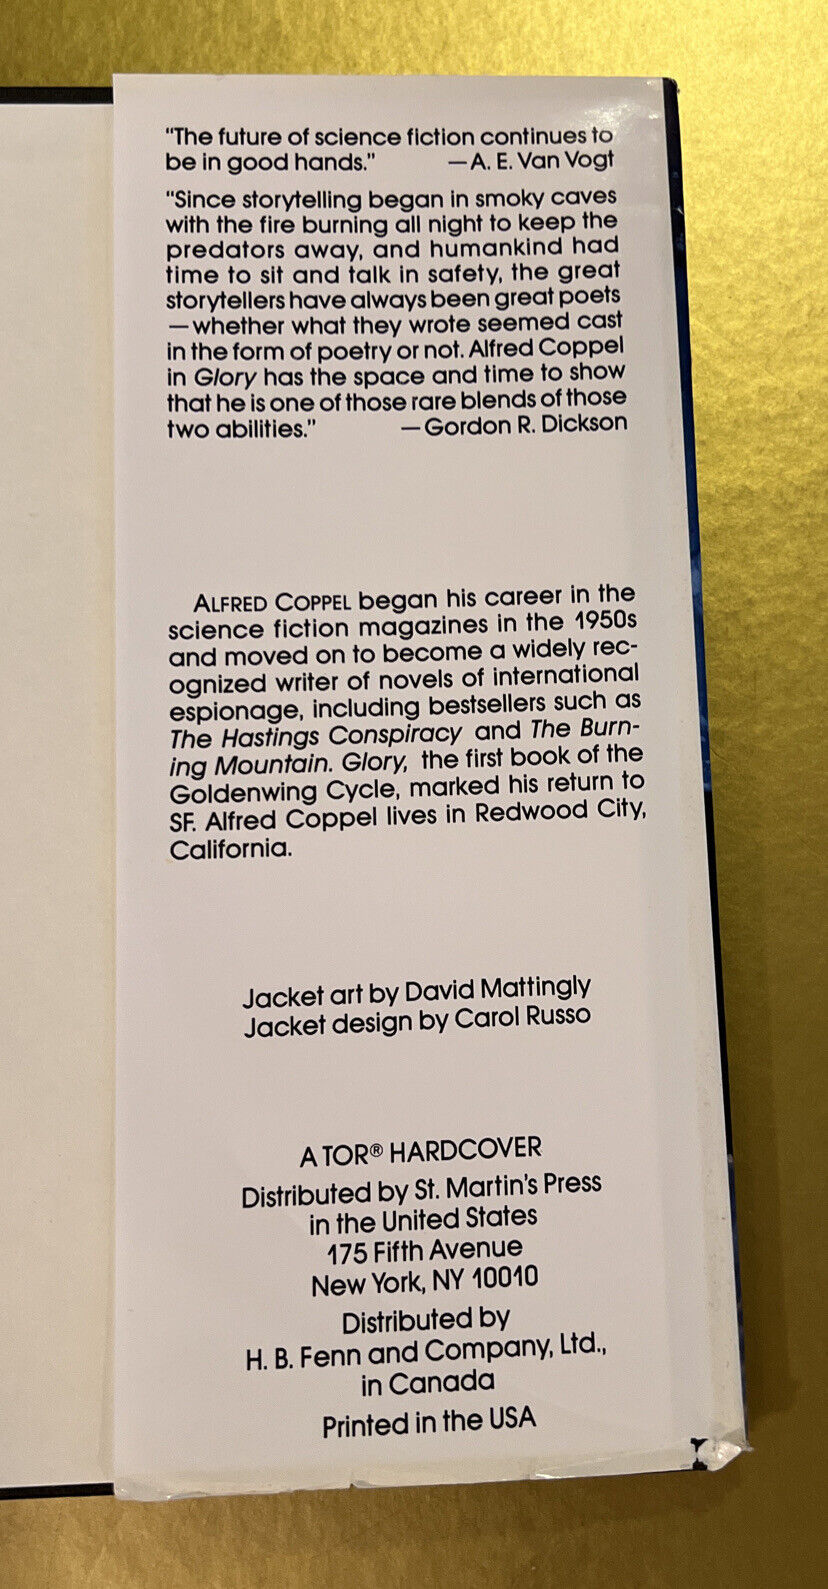 "The future of science fiction continues to
be in good hands." —A. E. Van Vogt
"Since storytelling began in smoky caves
with the fire burning all night to keep the
predators away, and humankind had
time to sit and talk in safety, the great
storytellers have always been great poets
—whether what they wrote seemed cast
in the form of poetry or not. Alfred Coppel
in Glory has the space and time to show
that he is one of those rare blends of those
two abilities." —Gordon R. Dickson
ALFRED COPPEL began his career in the
science fiction magazines in the 1950s
and moved on to become a widely rec-
ognized writer of novels of international
espionage, including bestsellers such as
The Hastings Conspiracy and The Burn-
ing Mountain. Glory, the first book of the
Goldenwing Cycle, marked his return to
SF. Alfred Coppel lives in Redwood City,
California.
Jacket art by David Mattingly
Jacket design by Carol Russo
A TOR® HARDCOVER
Distributed by St. Martin's Press
in the United States
175 Fifth Avenue
New York, NY 10010
Distributed by
H. B. Fenn and Company, Ltd.,
in Canada
Printed in the USA